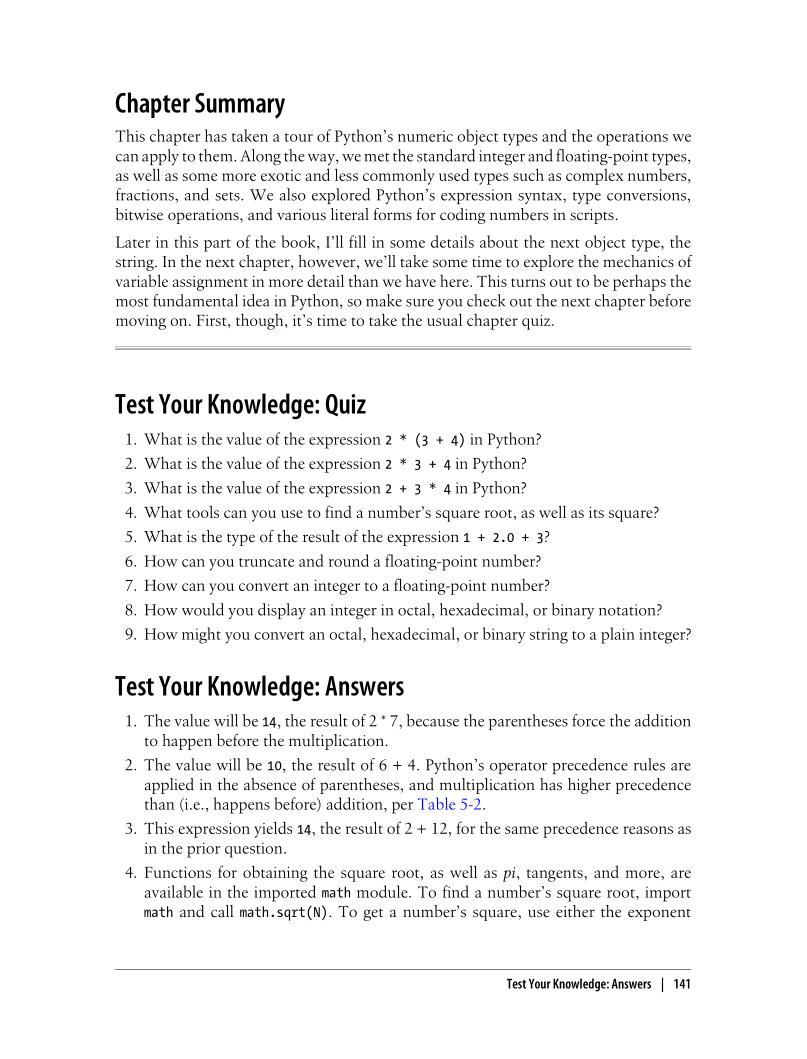 Chapter Summary
This chapter has taken a tour of Python’s numeric object types and the operations we
can apply to them. Along the way, we met the standard integer and floating-point types,
as well as some more exotic and less commonly used types such as complex numbers,
fractions, and sets. We also explored Python’s expression syntax, type conversions,
bitwise operations, and various literal forms for coding numbers in scripts.
Later in this part of the book, I’ll fill in some details about the next object type, the
string. In the next chapter, however, we’ll take some time to explore the mechanics of
variable assignment in more detail than we have here. This turns out to be perhaps the
most fundamental idea in Python, so make sure you check out the next chapter before
moving on. First, though, it’s time to take the usual chapter quiz.
Test Your Knowledge: Quiz
1. What is the value of the expression 2 * (3 + 4) in Python?
2. What is the value of the expression 2 * 3 + 4 in Python?
3. What is the value of the expression 2 + 3 * 4 in Python?
4. What tools can you use to find a number’s square root, as well as its square?
5. What is the type of the result of the expression 1 + 2.0 + 3?
6. How can you truncate and round a floating-point number?
7. How can you convert an integer to a floating-point number?
8. How would you display an integer in octal, hexadecimal, or binary notation?
9. How might you convert an octal, hexadecimal, or binary string to a plain integer?
Test Your Knowledge: Answers
1. The value will be 14, the result of 2 * 7, because the parentheses force the addition
to happen before the multiplication.
2. The value will be 10, the result of 6 + 4. Python’s operator precedence rules are
applied in the absence of parentheses, and multiplication has higher precedence
than (i.e., happens before) addition, per Table 5-2.
3. This expression yields 14, the result of 2 + 12, for the same precedence reasons as
in the prior question.
4. Functions for obtaining the square root, as well as pi, tangents, and more, are
available in the imported math module. To find a number’s square root, import
math and call math.sqrt(N). To get a number’s square, use either the exponent
Test Your Knowledge: Answers | 141